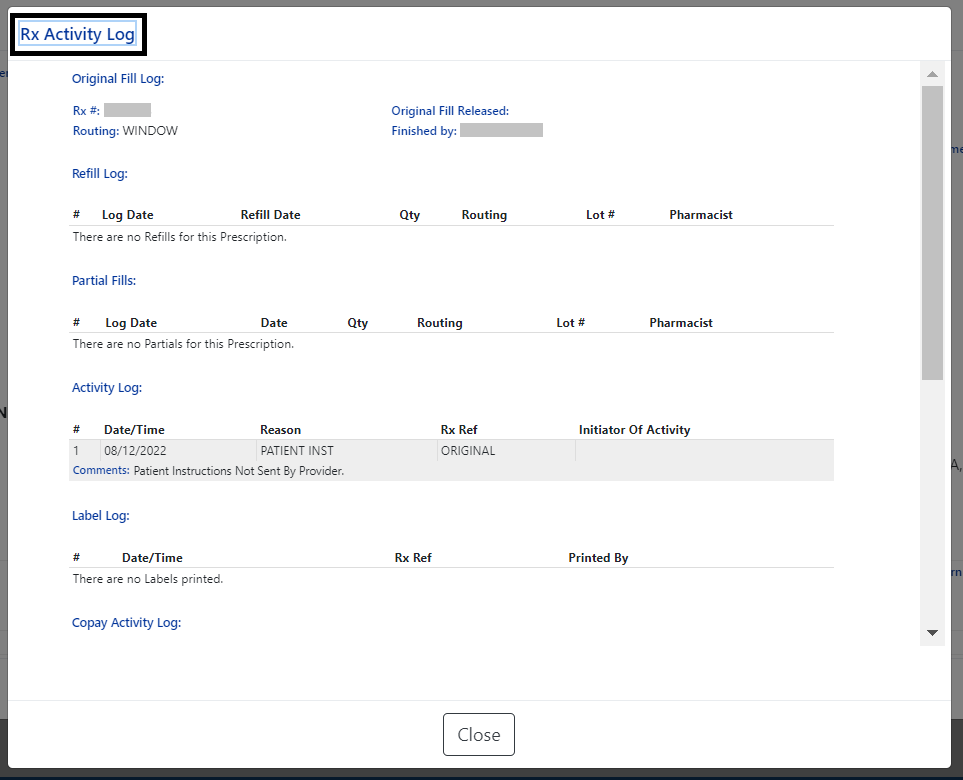 Rx Activity Log
Original Fill Log:
Rx #:
Original Fill Released:
Routing: WINDOW
Finished by:
Refill Log:
# Log Date Refill Date Qty Routing Lot # Pharmacist
There are no Refills for this Prescription.
Partial Fills:
# Log Date Date Qty Routing Lot # Pharmacist
There are no Partials for this Prescription.
Activity Log:
# Date/Time Reason Rx Ref Initiator Of Activity
1 08/12/2022 PATIENT INST ORIGINAL
Comments: Patient Instructions Not Sent By Provider.
Label Log:
# Date/Time Rx Ref Printed By
There are no Labels printed.
Copay Activity Log:
Close